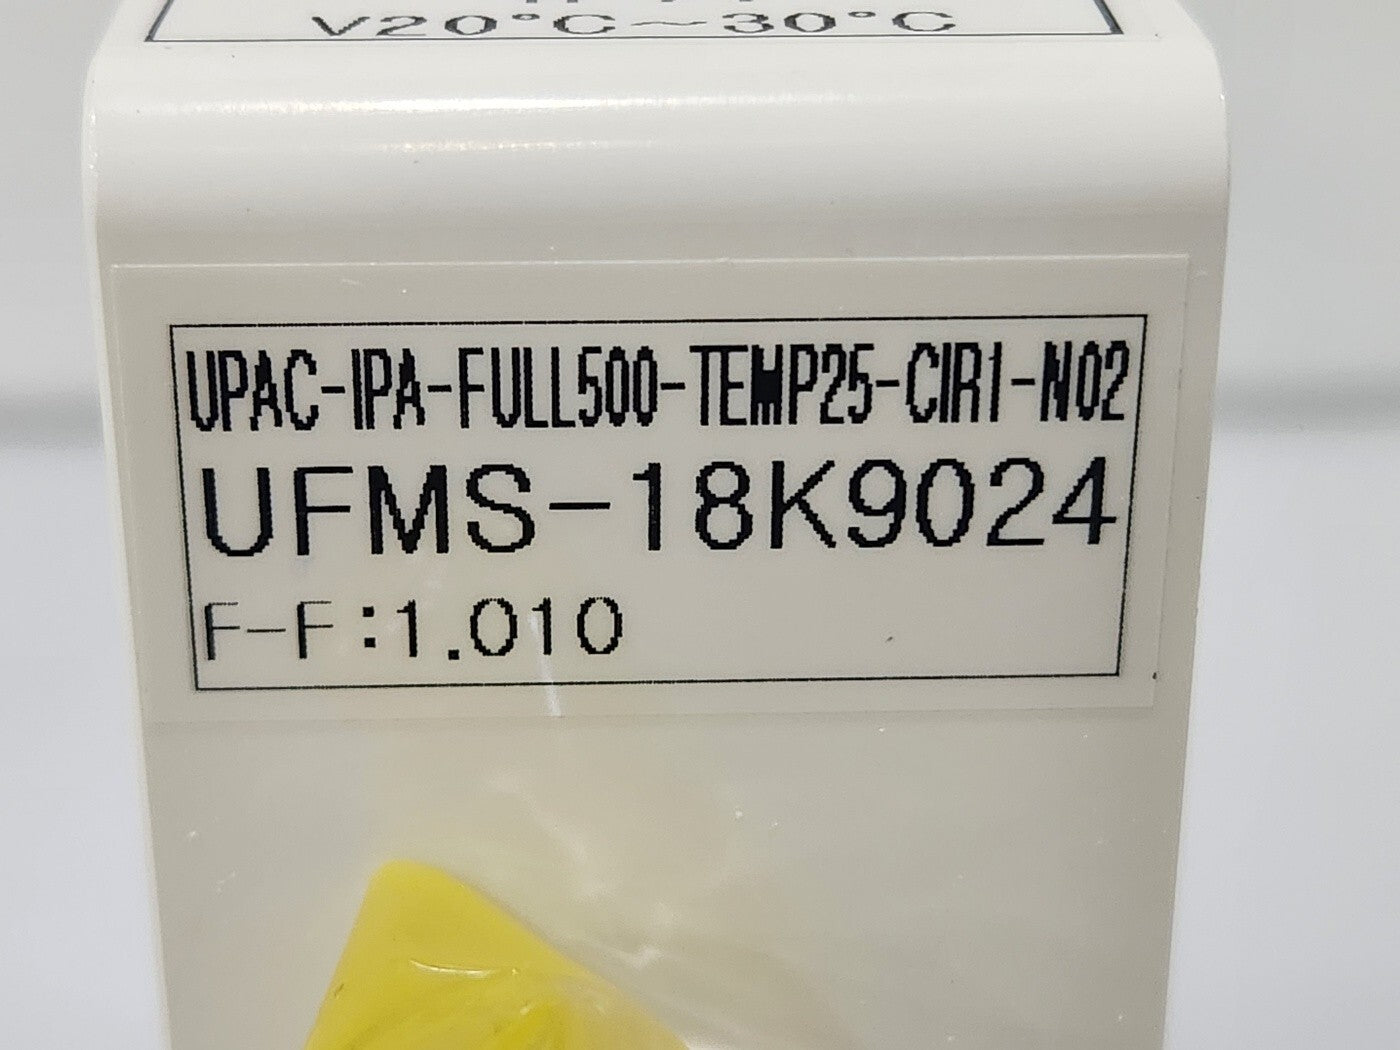 V20°C～30°C
UPAC-IPA-FULL500-TEMP25-CIR1-N02
UFMS-18K9024
F-F:1.010